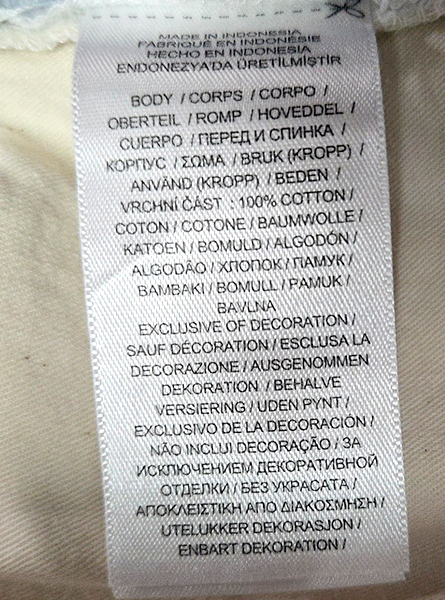 MADE IN INDONESIA
FABRIQUÉ EN INDONÉSIE
HECHO EN INDONESIA
ENDONEZYA'DA ÜRETİLMİŞTİR
BODY / CORPS / CORPO /
OBERTEIL / ROMP / HOVEDDEL /
CUERPO / ПЕРЕД И СПИНКА /
КОРПУС / ΣΩΜΑ / BRUK (KROPP) /
ANVÄND (KROPP) / BEDEN /
VRCHNÍ ČÁST : 100% COTTON /
COTON / COTONE / BAUMWOLLE /
KATOEN / BOMULD / ALGODÓN /
ALGODÃO / ХЛОПОК / ПАМУК /
BAMBAKI / BOMULL / PAMUK /
BAVLNA
EXCLUSIVE OF DECORATION /
SAUF DÉCORATION / ESCLUSA LA
DECORAZIONE / AUSGENOMMEN
DEKORATION / BEHALVE
VERSIERING / UDEN PYNT /
EXCLUSIVO DE LA DECORACIÓN /
NÃO INCLUI DECORAÇÃO / ЗА
ИСКЛЮЧЕНИЕМ ДЕКОРАТИВНОЙ
ОТДЕЛКИ / БЕЗ УКРАСАТА /
ΑΠΟΚΛΕΙΣΤΙΚΗ ΑΠΟ ΔΙΑΚΟΣΜΗΣΗ /
UTELUKKER DEKORASJON /
ENBART DEKORATION /